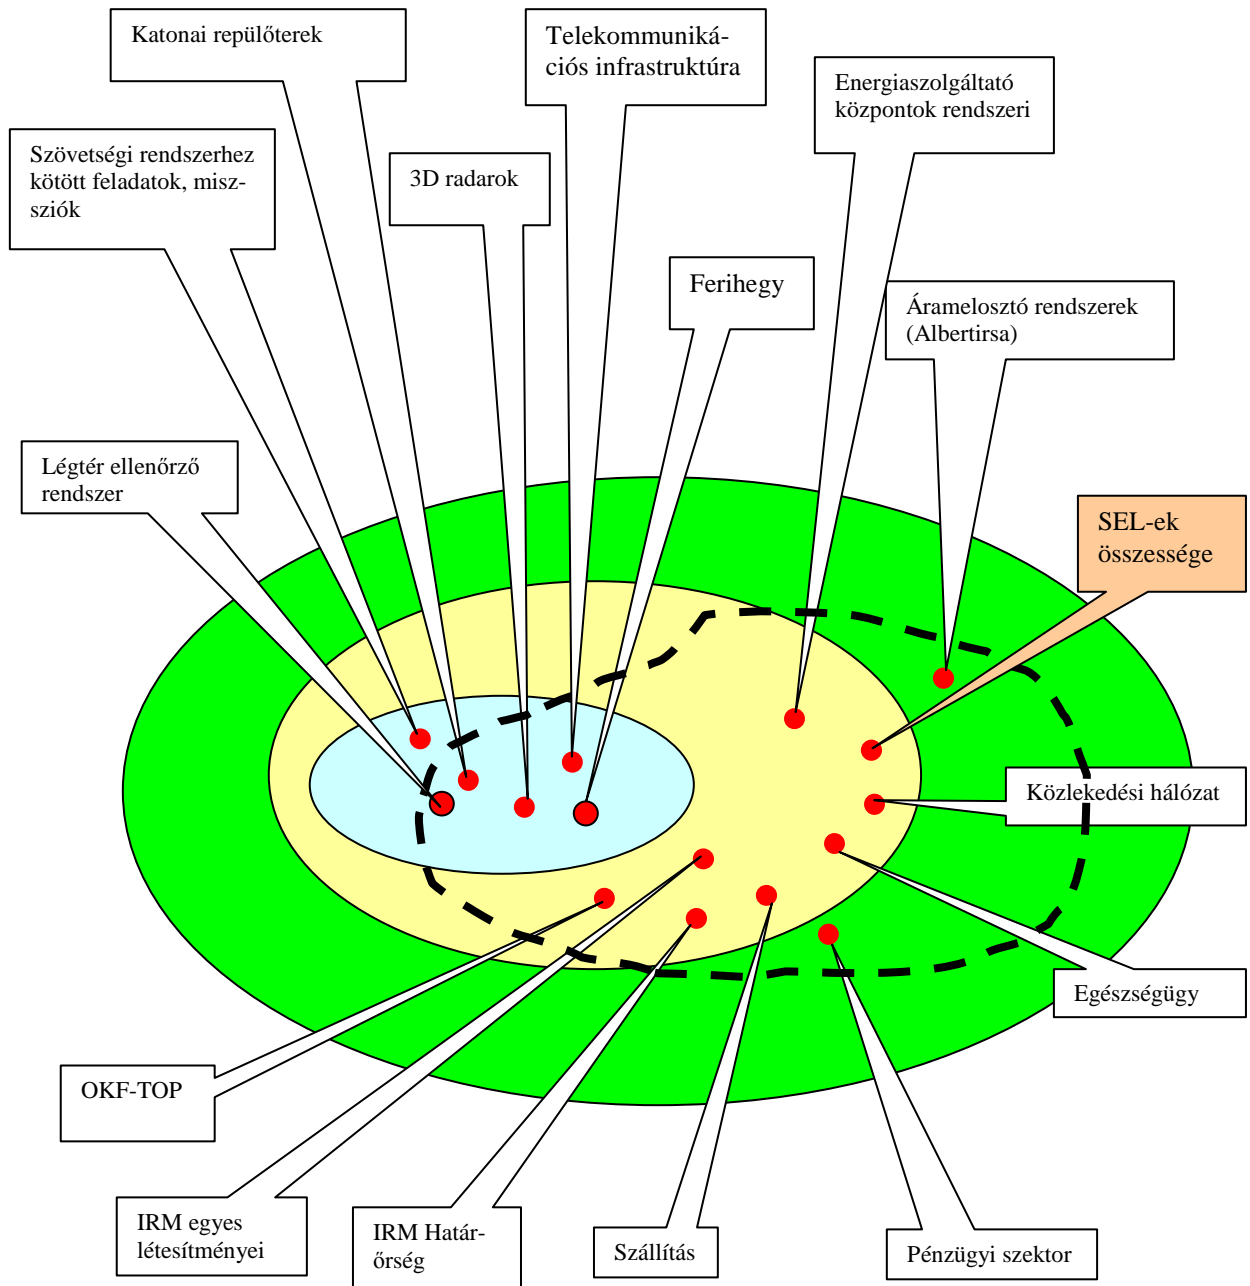 Katonai repülőterek
Telekommuniká-
ciós infrastruktúra
Energiaszolgáltató
központok rendszeri
Szövetségi rendszerhez
kötött feladatok, misz-
sziók
3D radarok
Ferihegy
Áramelosztó rendszerek
(Albertirsa)
Légtér ellenőrző
rendszer
SEL-ek
összessége
Közlekedési hálózat
Egészségügy
OKF-TOP
IRM egyes
létesítményei
IRM Határ-
őrség
Szállítás
Pénzügyi szektor